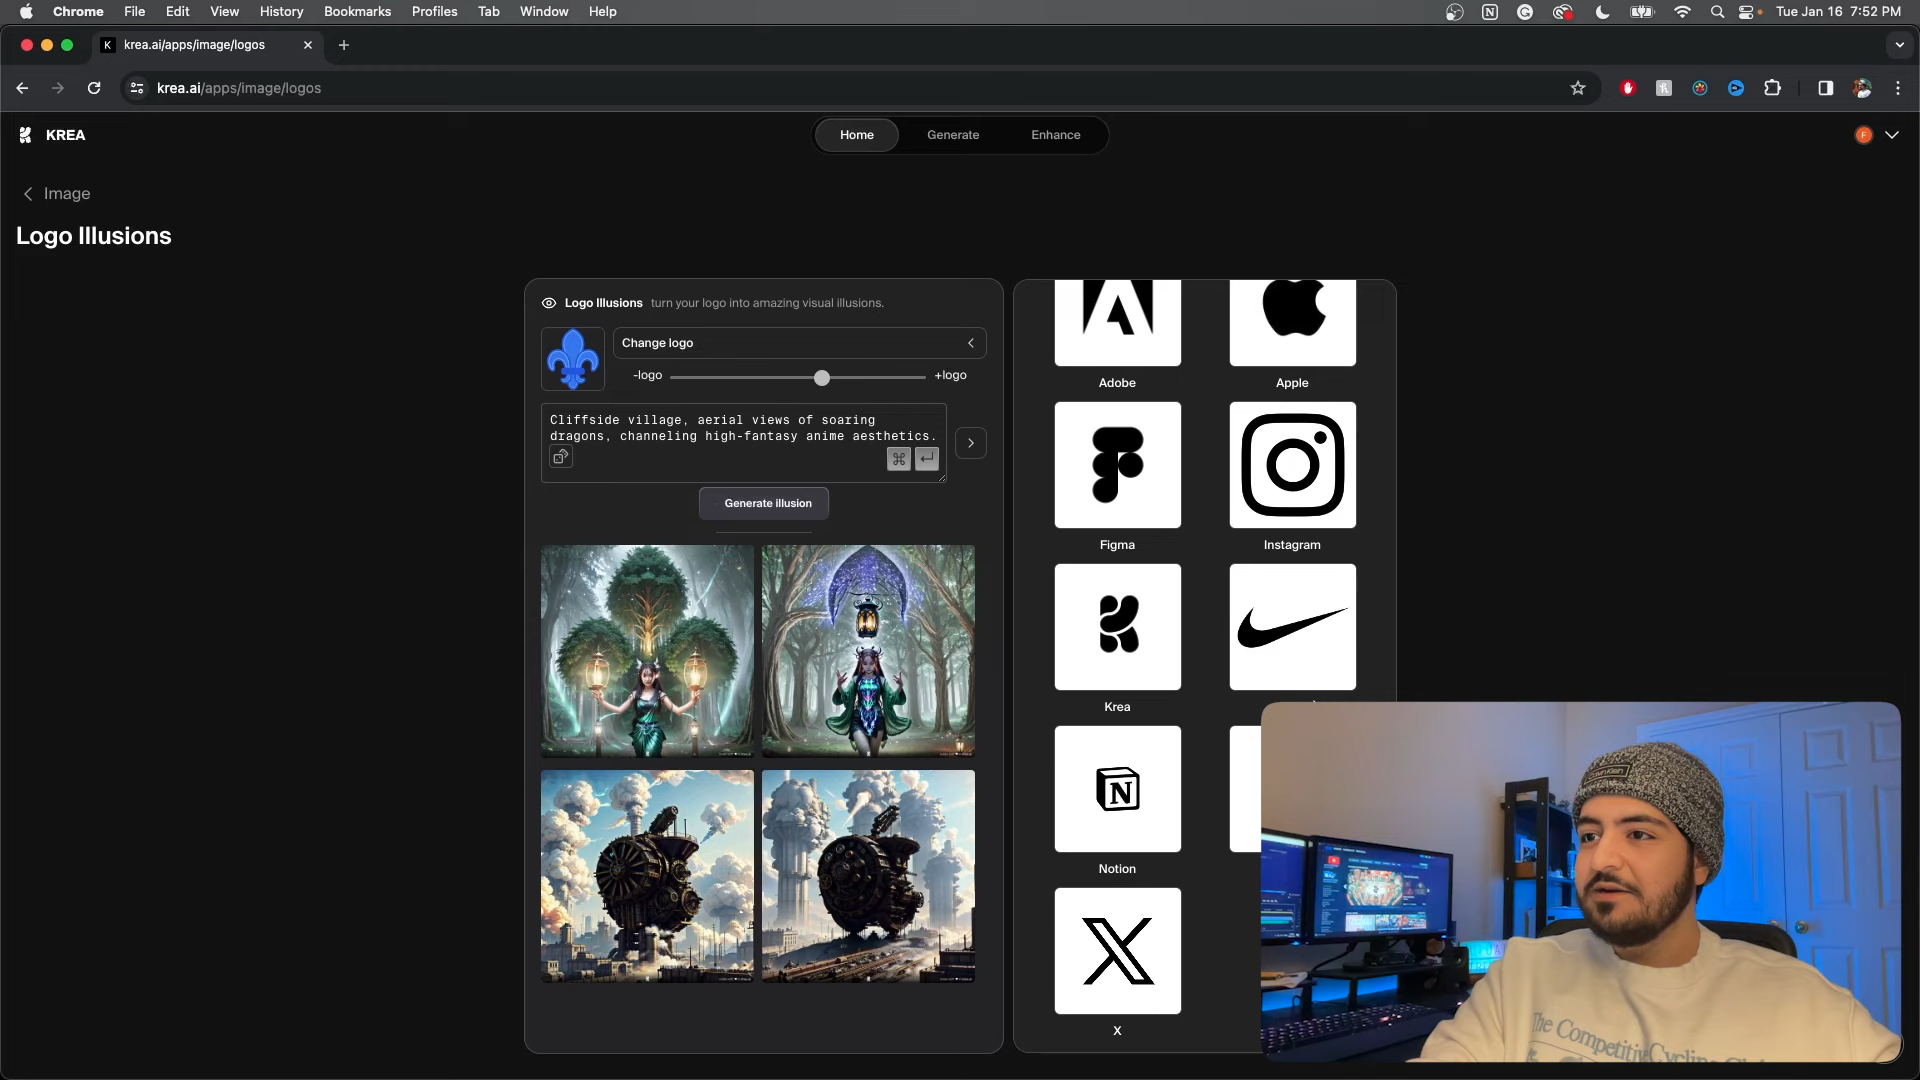 Chrome File Edit View History Bookmarks Profiles Tab Window Help
Tue Jan 16 7:52 PM
krea.ai/apps/image/logos
krea.ai/apps/image/logos
KREA
Home Generate Enhance
F
Image
Logo Illusions
Logo Illusions turn your logo into amazing visual illusions.
Change logo
-logo +logo
Cliffside village, aerial views of soaring
dragons, channeling high-fantasy anime aesthetics.
Generate illusion
Adobe Apple
Figma Instagram
Krea
N
Notion
X
The Competitive Cycling